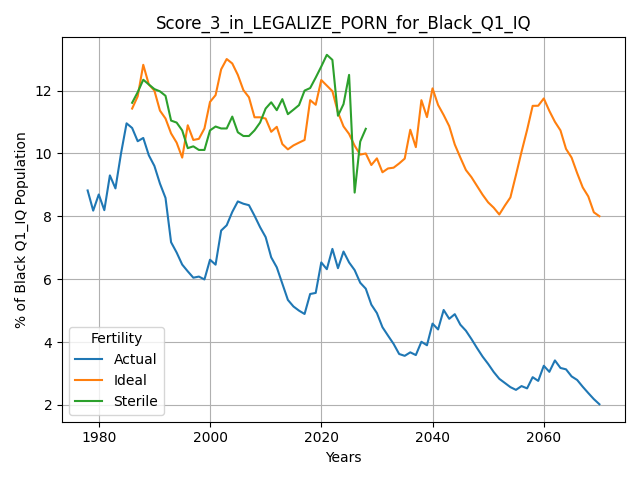 Score_3_in_LEGALIZE_PORN_for_Black_Q1_IQ
% of Black Q1_IQ Population
12
10
8
6
4
2
Fertility
Actual
Ideal
Sterile
1980
2000
2020
2040
2060
Years